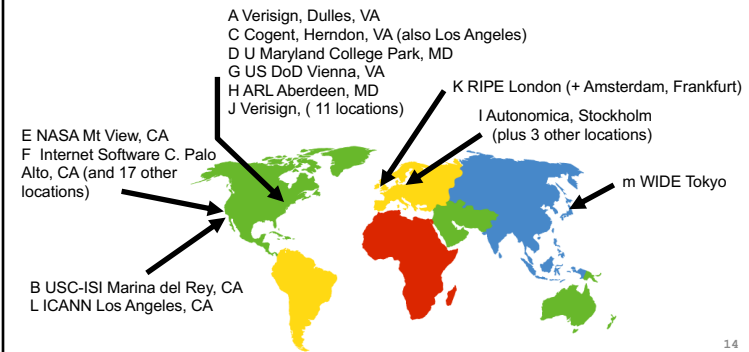 A Verisign, Dulles, VA
C Cogent, Herndon, VA (also Los Angeles)
D U Maryland College Park, MD
G US DoD Vienna, VA
H ARL Aberdeen, MD
J Verisign, ( 11 locations)
K RIPE London (+ Amsterdam, Frankfurt)
I Autonomica, Stockholm
(plus 3 other locations)
E NASA Mt View, CA
F Internet Software C. Palo
Alto, CA (and 17 other
locations)
m WIDE Tokyo
B USC-ISI Marina del Rey, CA
L ICANN Los Angeles, CA
14